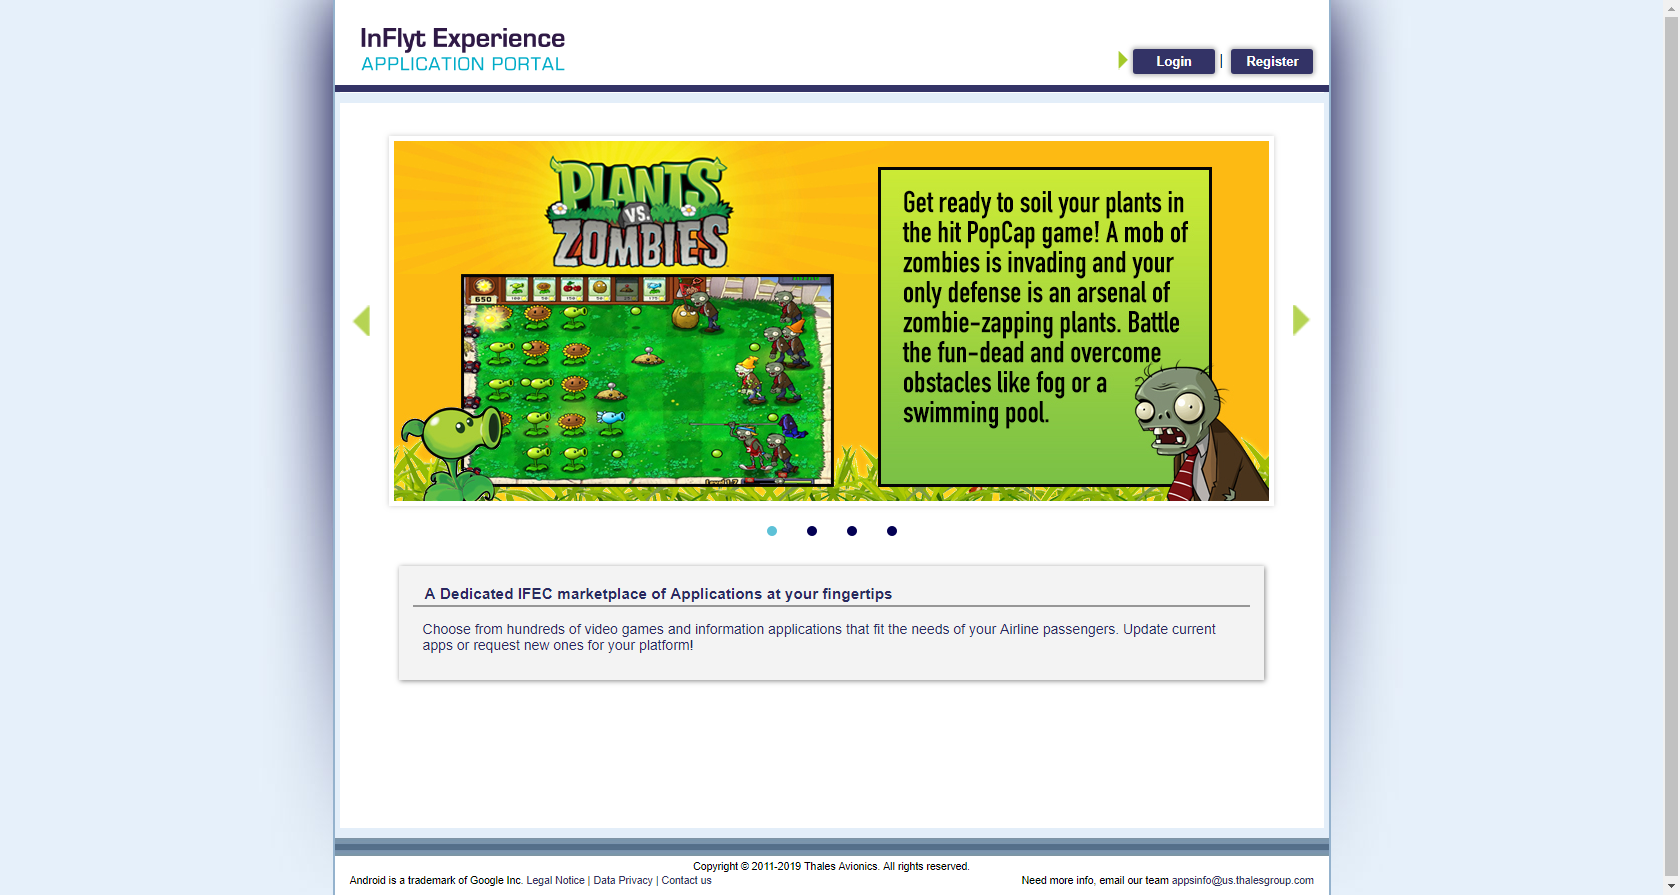 InFlyt Experience
APPLICATION PORTAL
Login | Register
PLANTS
VS.
ZOMBIES
650
Get ready to soil your plants in
the hit PopCap game! A mob of
zombies is invading and your
only defense is an arsenal of
zombie-zapping plants. Battle
the fun-dead and overcome
obstacles like fog or a
swimming pool.
A Dedicated IFEC marketplace of Applications at your fingertips
Choose from hundreds of video games and information applications that fit the needs of your Airline passengers. Update current
apps or request new ones for your platform!
Copyright © 2011-2019 Thales Avionics. All rights reserved.
Android is a trademark of Google Inc. Legal Notice | Data Privacy | Contact us
Need more info, email our team appsinfo@us.thalesgroup.com